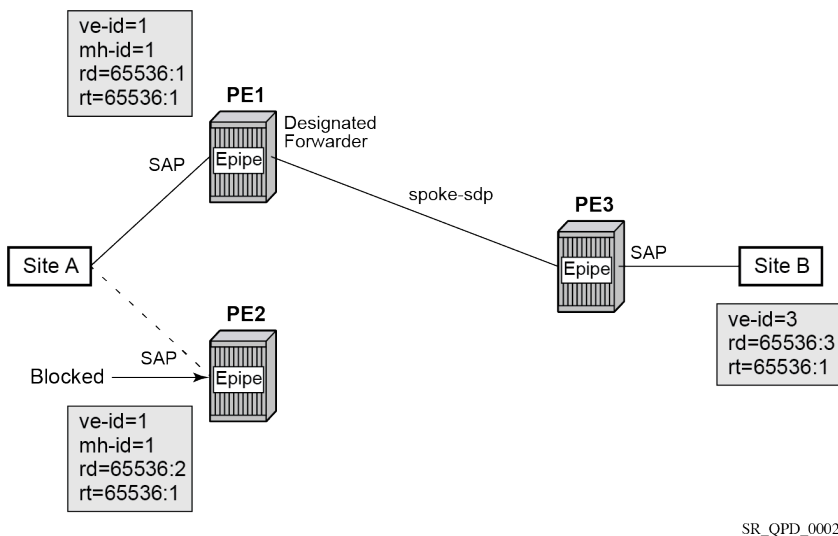 ve-id=1
mh-id=1
rd=65536:1
rt=65536:1
PE1
Designated
Forwarder
Epipe
SAP
spoke-sdp
PE3
Epipe
SAP
Site A
Site B
PE2
SAP
Epipe
Blocked
ve-id=3
rd=65536:3
rt=65536:1
ve-id=1
mh-id=1
rd=65536:2
rt=65536:1
SR_QPD_0002